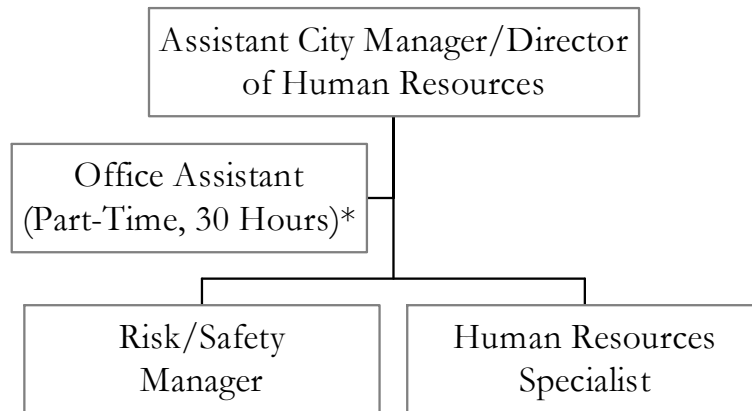 Assistant City Manager/Director
of Human Resources
Office Assistant
(Part-Time, 30 Hours)*
Risk/Safety
Manager
Human Resources
Specialist